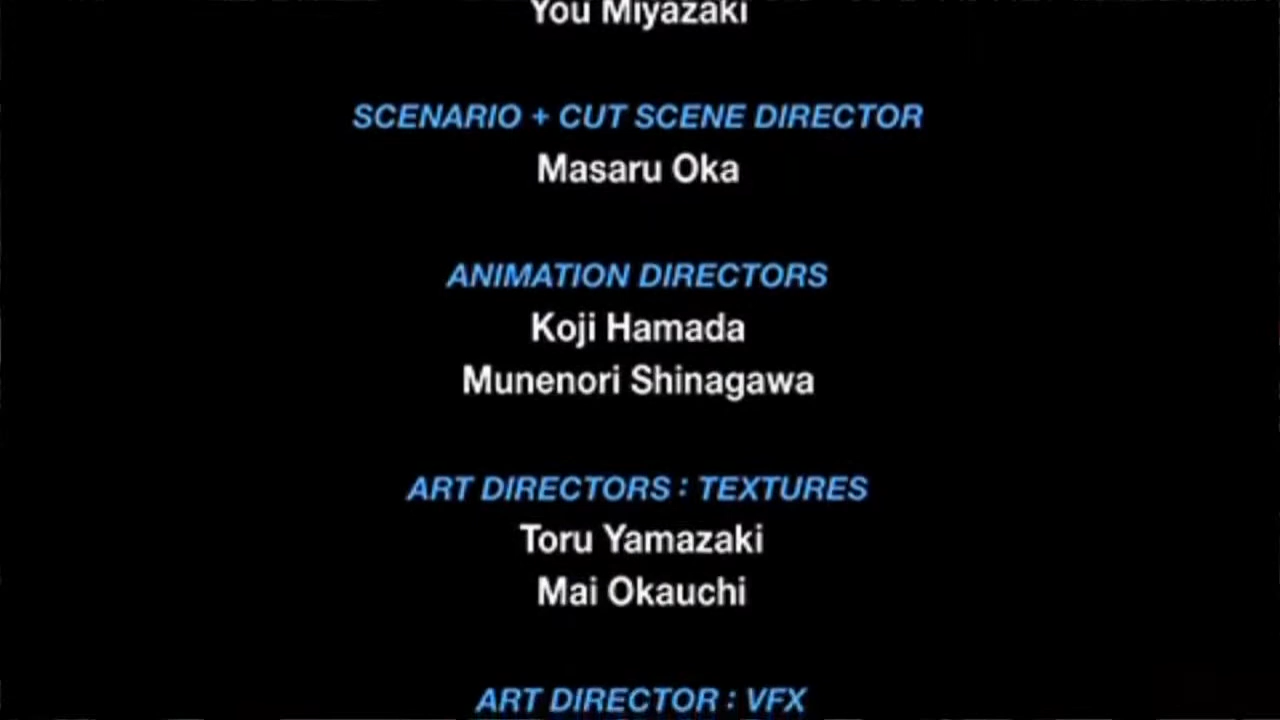 You Miyazaki
SCENARIO + CUT SCENE DIRECTOR
Masaru Oka
ANIMATION DIRECTORS
Koji Hamada
Munenori Shinagawa
ART DIRECTORS : TEXTURES
Toru Yamazaki
Mai Okauchi
ART DIRECTOR : VFX